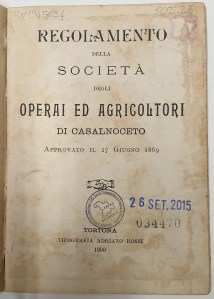 REGOLAMENTO
DELLA
SOCIETÀ
DEGLI
OPERAI ED AGRICOLTORI
DI CASALNOCETO
APPROVATO IL 27 GIUGNO 1869
26 SET. 2015
034470
TORTONA
TIPOGRAFIA ADRIANO ROSSI
1900